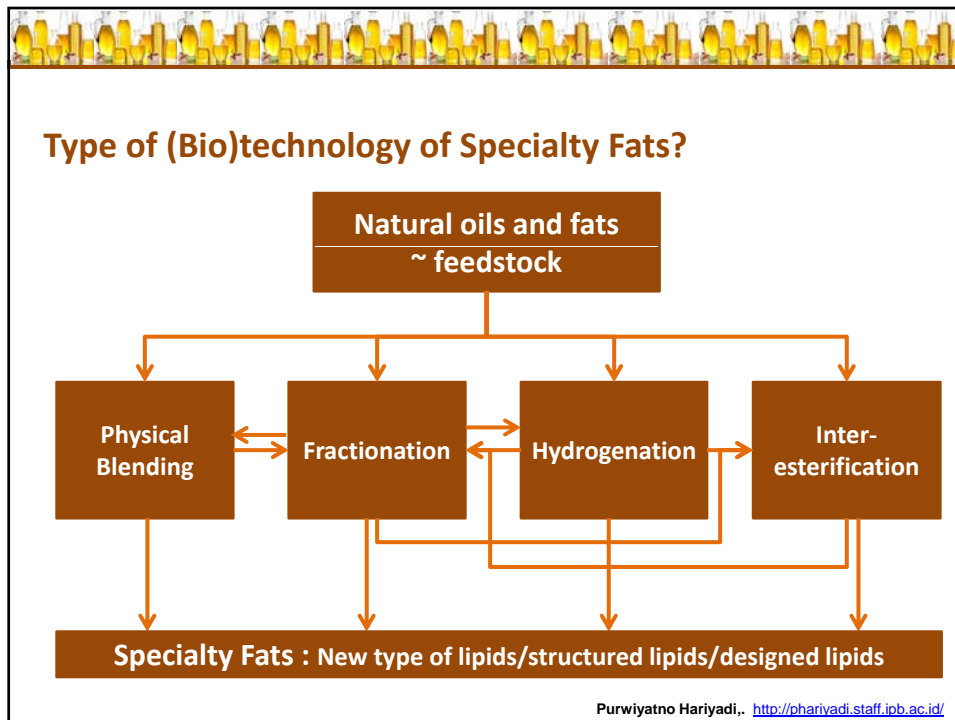 Type of (Bio)technology of Specialty Fats?
Natural oils and fats
~ feedstock
Physical
Blending
Fractionation
Hydrogenation
Inter-
esterification
Specialty Fats : New type of lipids/structured lipids/designed lipids
Purwiyatno Hariyadi,. http://phariyadi.staff.ipb.ac.id/